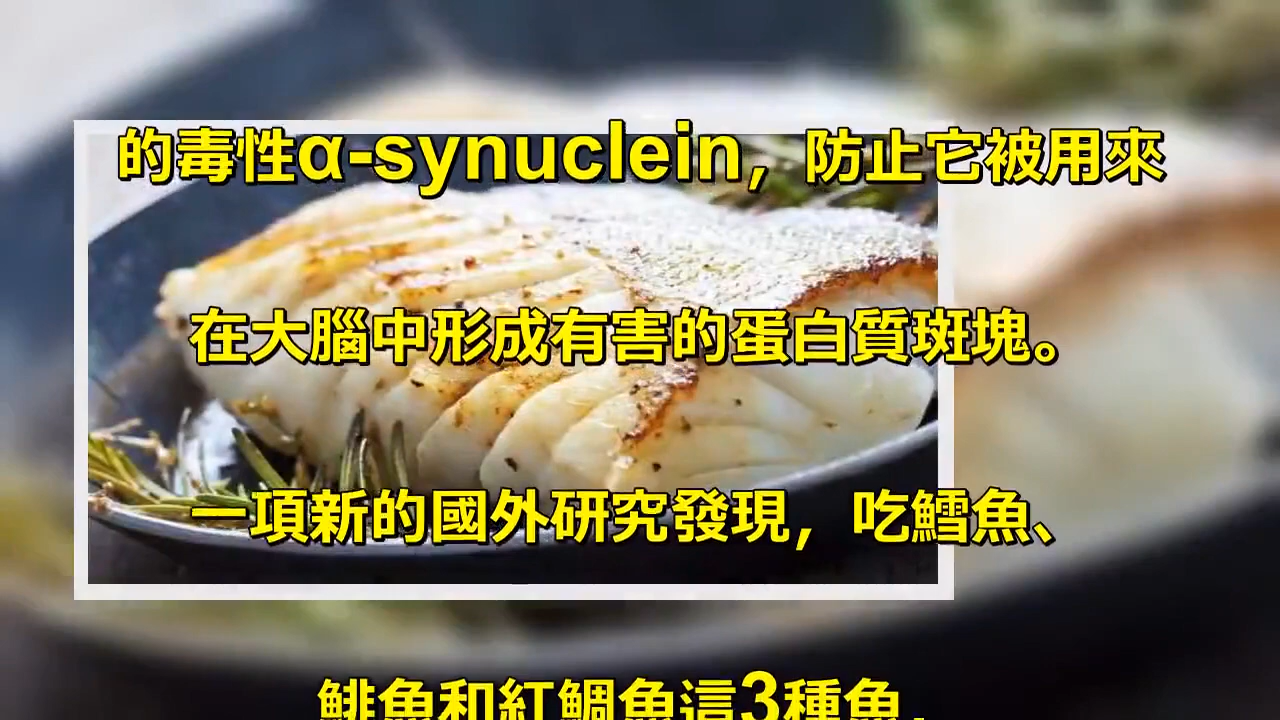 的毒性α-synuclein，防止它被用來
在大腦中形成有害的蛋白質斑塊。
一項新的國外研究發現，吃鱈魚、
鯡魚和紅鯛魚這3種魚，